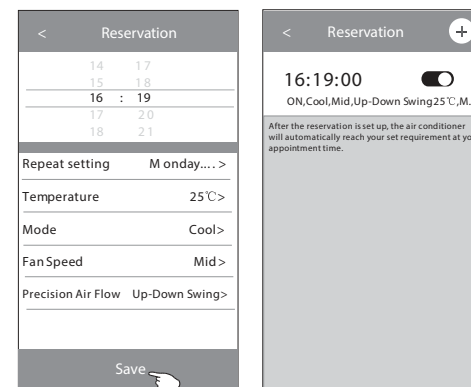 < Reservation
14 17
15 18
16 : 19
17 20
18 21
Repeat setting Monday.... >
Temperature 25℃>
Mode Cool>
Fan Speed Mid>
Precision Air Flow Up-Down Swing>
Save
< Reservation +
16:19:00
ON,Cool,Mid,Up-Down Swing25℃,M.
After the reservation is set up, the air conditioner
will automatically reach your set requirement at yo
appointment time.